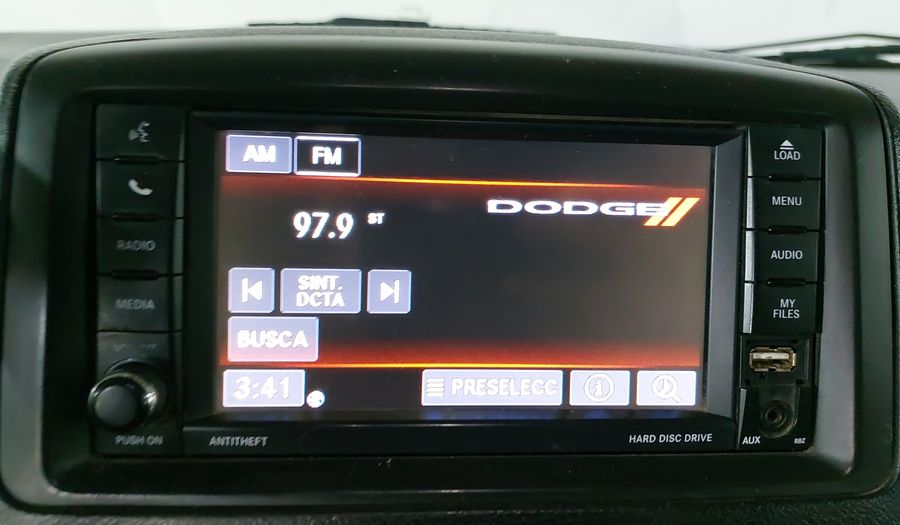 AM FM
97.9 ST
DODGE
SINT. DCTA
BUSCA
3:41
PRESELECC
RADIO
MEDIA
PUSH ON
ANTITHEFT
HARD DISC DRIVE
LOAD
MENU
AUDIO
MY FILES
AUX
RBZ